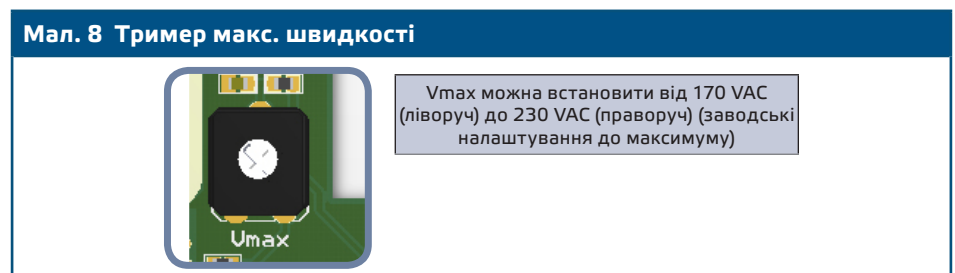 Мал. 8 Тример макс. швидкості
Vmax можна встановити від 170 VAC
(ліворуч) до 230 VAC (праворуч) (заводські
налаштування до максимуму)
Vmax